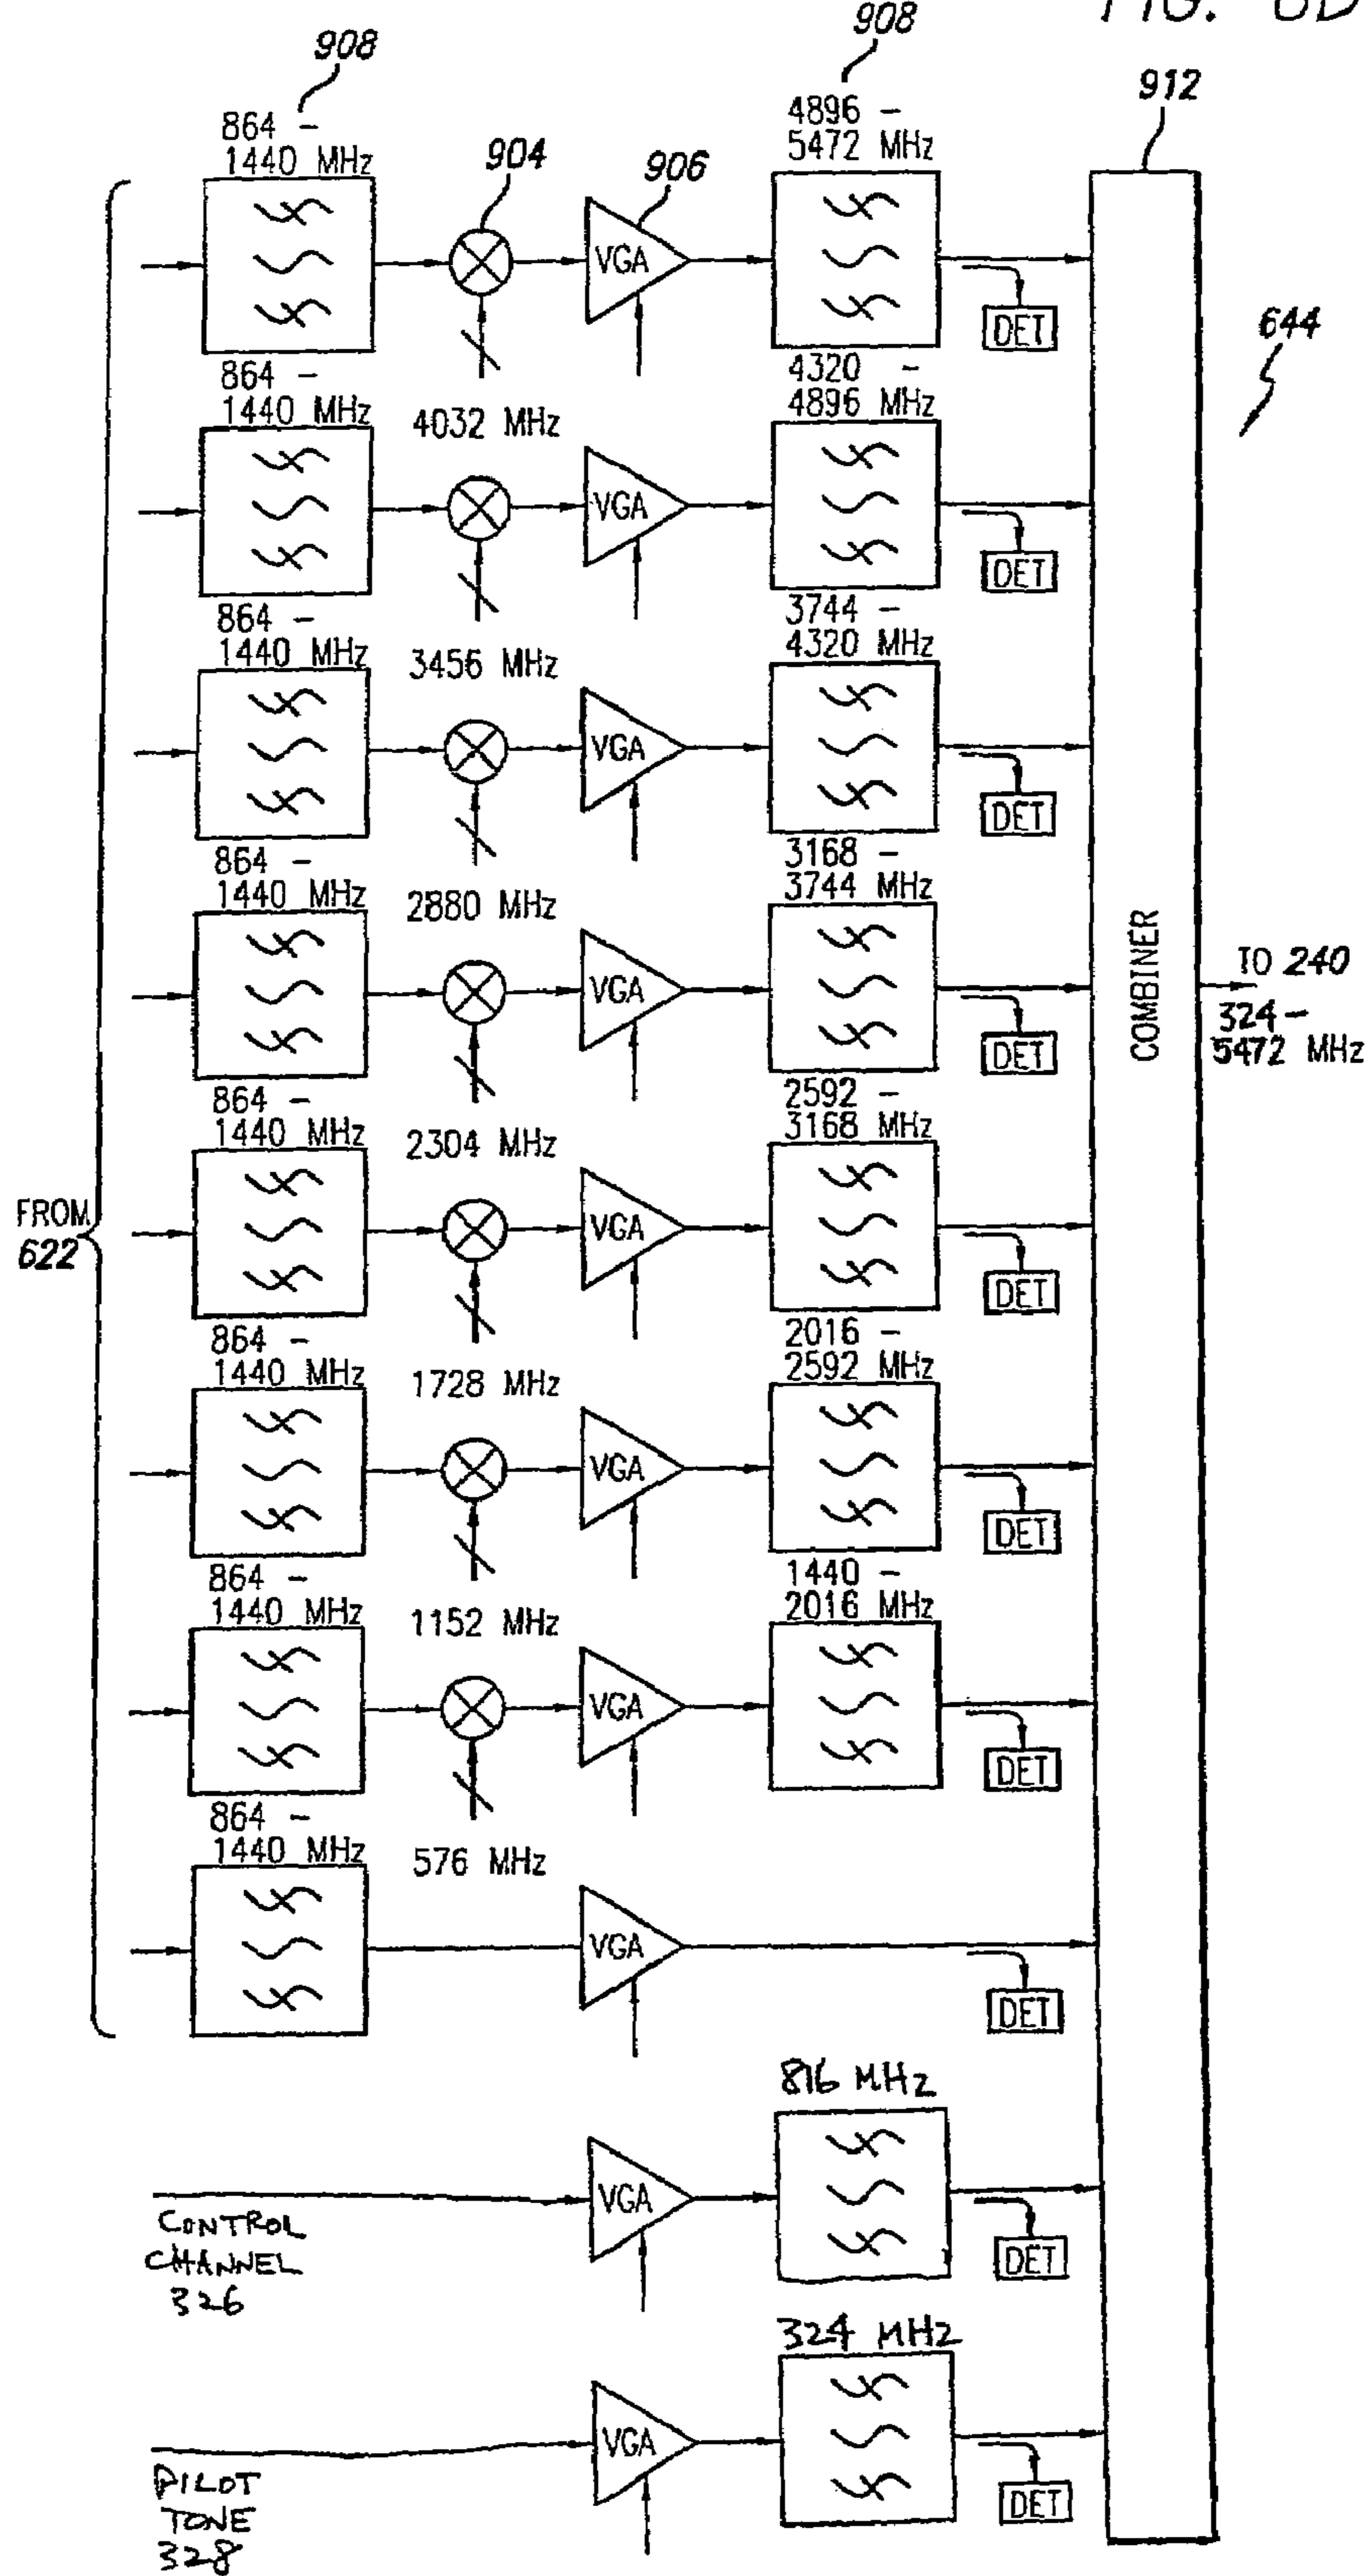 FIG.
908
908
912
864 -
1440 MHz
904
906
4896 -
5472 MHz
VGA
DET
644
864 -
1440 MHz
4032 MHz
4320 -
4896 MHz
VGA
DET
864 -
1440 MHz
3456 MHz
3744 -
4320 MHz
VGA
DET
864 -
1440 MHz
2880 MHz
3168 -
3744 MHz
VGA
DET
COMBINER
TO 240
324-
5472 MHz
864 -
1440 MHz
2304 MHz
2592 -
3168 MHz
VGA
DET
FROM
622
864 -
1440 MHz
1728 MHz
2016 -
2592 MHz
VGA
DET
864 -
1440 MHz
1152 MHz
1440 -
2016 MHz
VGA
DET
864 -
1440 MHz
576 MHz
VGA
DET
816 MHz
VGA
CONTROL
CHANNEL
326
DET
324 MHz
VGA
PILOT
TONE
328
DET